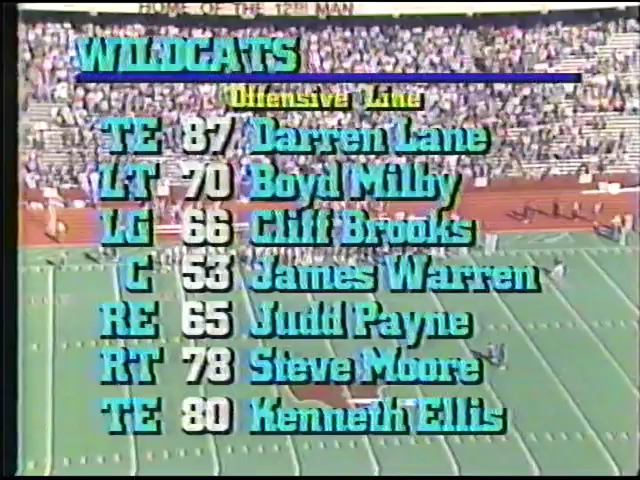 HOME OF THE 12TH MAN
WILDCATS
Offensive Line
TE 87 Darren Lane
LT 70 Boyd Milby
LG 66 Cliff Brooks
C 53 James Warren
RE 65 Judd Payne
RT 78 Steve Moore
TE 80 Kenneth Ellis